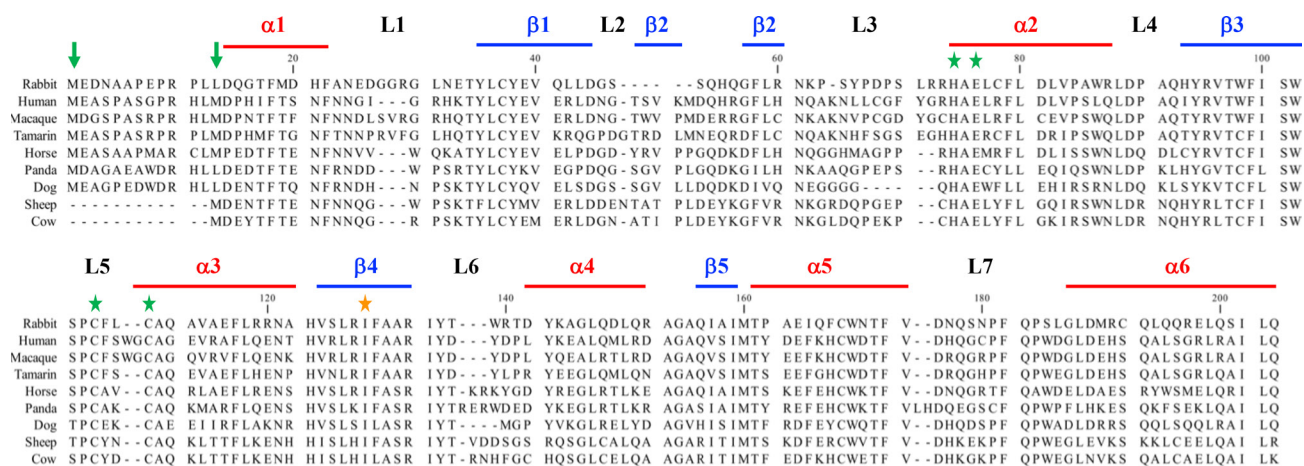 α1 L1 β1 L2 β2 β2 L3 α2 L4 β3
20 40 60 80 100
Rabbit MEDNAAPEPR PLLDQGTFMD HFANEDGGRG LNETYLCYEV QLLDGS---- -SQHQGFLR NKP-SYPDPS LRRHAELCFL DLVPAWRLDP AQHYRVTWFI SW
Human MEASPASGPR HLMDPHIFTS NFNNGI---G RHKTYLCYEV ERLDNG-TSV KMDQHRGFLH NQAKNLLCGF YGRHAELRFL DLVPSLQLDP AQIYRVTWFI SW
Macaque MDGSPASRPR HLMDPNTFTF NFNNDLSVRG RHQTYLCYEV ERLDNG-TWV PMDERRGFLC NKAKNVPCGD YGCHAELRFL CEVPSWQLDP AQTYRVTWFI SW
Tamarin MEASPASRPR PLMDPHMFTG NFTNNPRVFG LHQTYLCYEV KRQGPDGTRD LMNEQRDFLC NQAKNHFSGS EGHHAERCFL DRIPSWQLDP AQTYRVTCFI SW
Horse MEASAAPMAR CLMPEDTFTE NFNNVV---W QKATYLCYEV ELPDGD-YRV PPGQDKDFLH NQGGHMAGPP --RHAEMRFL DLISSWNLDQ DLCYRVTCFI SW
Panda MDAGAEAWDR HLLDEDTFTE NFRNDD---W PSRTYLCYKV EGPDQG-SGV PLGQDKGILH NKAAQGPEPS --RHAECYLL EQIQSWNLDP KLHYGVTCFL SW
Dog MEAGPEDWDR HLLDENTFTQ NFRNDH---N PSKTYLCYQV ELSDGS-SGV LLDQDKDIVQ NEGGGG---- --CHAEWFLL EHIRSRNLDQ KLSYKVTCFL SW
Sheep ---------- ---MDENTFTE NFNNQG---W PSKTFLCYMV ERLDDENTAT PLDEYKGFVR NKGRDQPGEP --CHAELYFL GKIRSWNLDR NQHYRLTCFI SW
Cow ---------- ---MDEYTFTE NFNNQG---R PSKTYLCYEM ERLDGN-ATI PLDEYKGFVR NKGLDQPEKP --CHAELYFL GKIRSWNLDR NQHYRLTCFI SW
L5 α3 β4 L6 α4 β5 α5 L7 α6
120 140 160 180 200
Rabbit SPCFL--CAQ AVAEFLRRNA HVSLRIFAAR IYT---WRTD YKAGLQDLQR AGAQIAIMTP AEIQFCWNTF V--DNQSNPF QPSLGLDMRC QLQQRELQSI LQ
Human SPCFSWGCAG EVRAFLQENT HVRLRIFAAR IYD---YDPL YKEALQMLRD AGAQVSIMTY DEFKHCWDTF V--DHQGCPF QPWDGLDEHS QALSGRLRAI LQ
Macaque SPCFSWGCAG QVRVFLQENK HVRLRIFAAR IYD---YDPL YQEALRTLRD AGAQVSIMTY EEFKHCWDTF V--DRQGRPF QPWDGLDEHS QALSGRLRAI LQ
Tamarin SPCFS--CAQ EVAEFLHENP HVRLRIFAAR IYD---YLPR YEEGLQMLQN AGAQVSIMTY DEFKHCWDTF V--DRQGHPF QPWEGLDEHS QALSGRLQAI LQ
Horse SPCAV--CAQ RLAEFLRENS HVSLRIFASR IYT-KRKYGD YREGLRTLKE AGAQISIMTS KEFEHCWKTF V--DNQGRTF QAWDELDAES RYWSMELQRI LQ
Panda SPCAK--CAQ KMARFLQENS HVSLKIFASR IYTRERWDED YKEGLRTLKR AGASIAIMTY REFEHCWKTF VLHDQEGSCF QPWPFLHKES QKFSEKLQAI LQ
Dog TPCEK--CAE EIIRFLAKNR HVSLHIFASR IYT----MGP YVKGLRELYD AGVHISIMTF RDFEYCWQTF V--DHQDSPF QPWADLDRRS QQLSQQLRAI LQ
Sheep TPCYN--CAQ KLTTFLKENH HISLHIFASR IYT-VDDSGS RQSGLCALQA AGARITIMTS KDFERCWVTF V--DHKEKPF QPWEGLEVKS KKLCEELQAI LR
Cow SPCYD--CAQ KLTTFLKENH HISLHILASR IYT-RNHFGC HQSGLCELQA AGARITIMTF EDFKHCWETF V--DHKGKPF QPWEGLNVKS QALCAELQAI LK